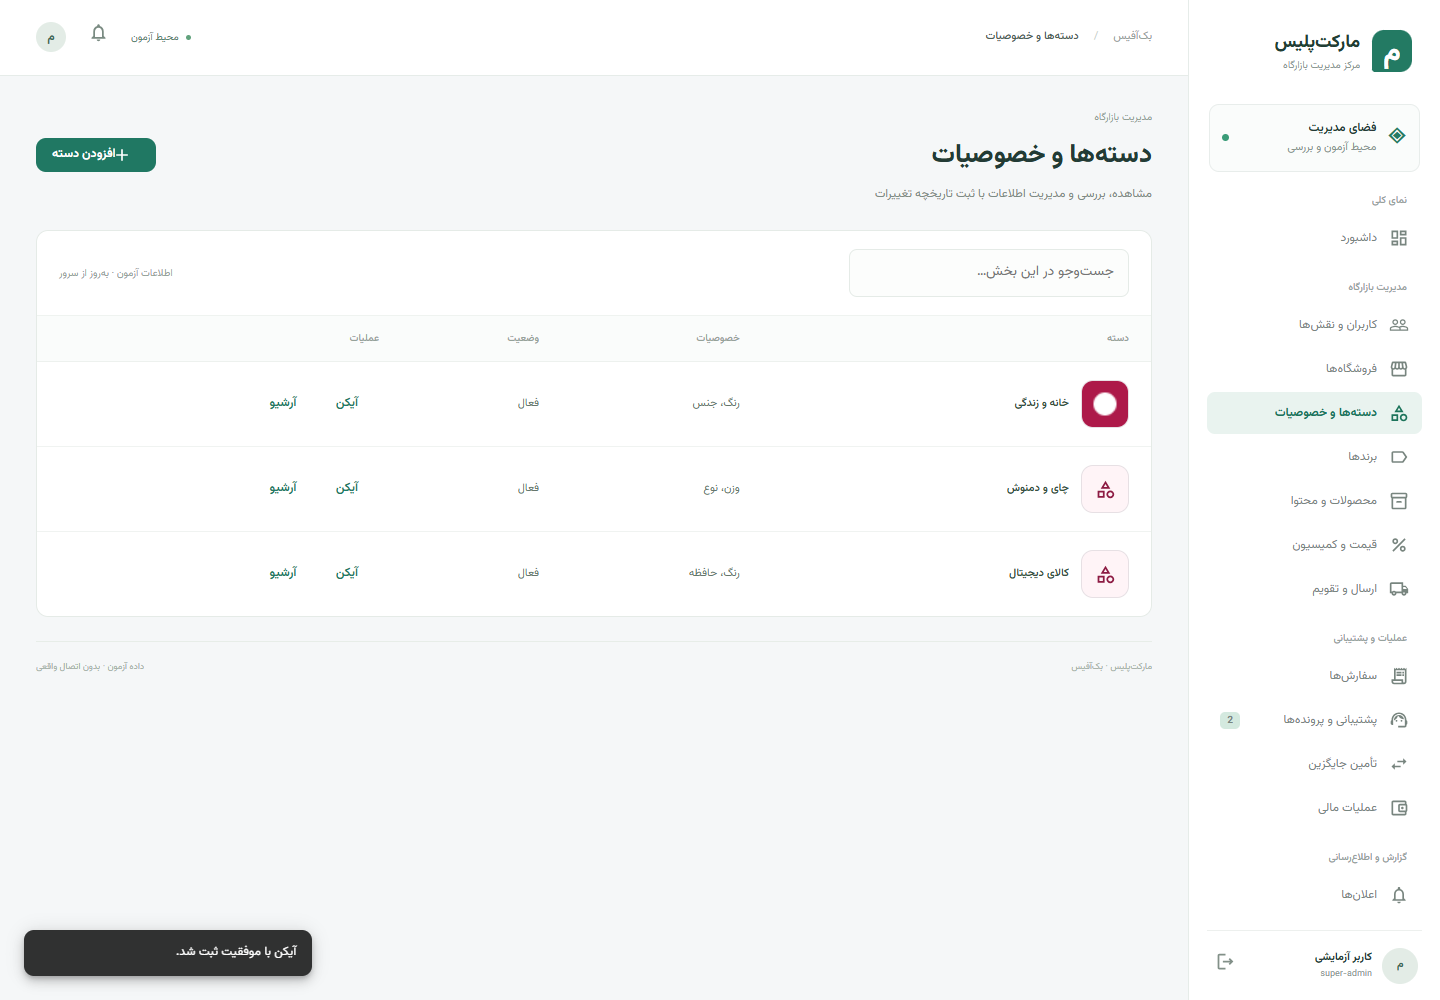 مارکت‌پلیس
مرکز مدیریت بازارگاه
م
فضای مدیریت
محیط آزمون و بررسی
نمای کلی
داشبورد
مدیریت بازارگاه
کاربران و نقش‌ها
فروشگاه‌ها
دسته‌ها و خصوصیات
برندها
محصولات و محتوا
قیمت و کمیسیون
ارسال و تقویم
عملیات و پشتیبانی
سفارش‌ها
پشتیبانی و پرونده‌ها 2
تأمین جایگزین
عملیات مالی
گزارش و اطلاع‌رسانی
اعلان‌ها
م
کاربر آزمایشی
super-admin
بک‌آفیس / دسته‌ها و خصوصیات
محیط آزمون
م
مدیریت بازارگاه
دسته‌ها و خصوصیات
مشاهده، بررسی و مدیریت اطلاعات با ثبت تاریخچه تغییرات
افزودن دسته
جست‌وجو در این بخش…
اطلاعات آزمون · به‌روز از سرور
دسته خصوصیات وضعیت عملیات
خانه و زندگی رنگ، جنس فعال آیکن آرشیو
چای و دمنوش وزن، نوع فعال آیکن آرشیو
کالای دیجیتال رنگ، حافظه فعال آیکن آرشیو
مارکت‌پلیس · بک‌آفیس
داده آزمون · بدون اتصال واقعی
آیکن با موفقیت ثبت شد.